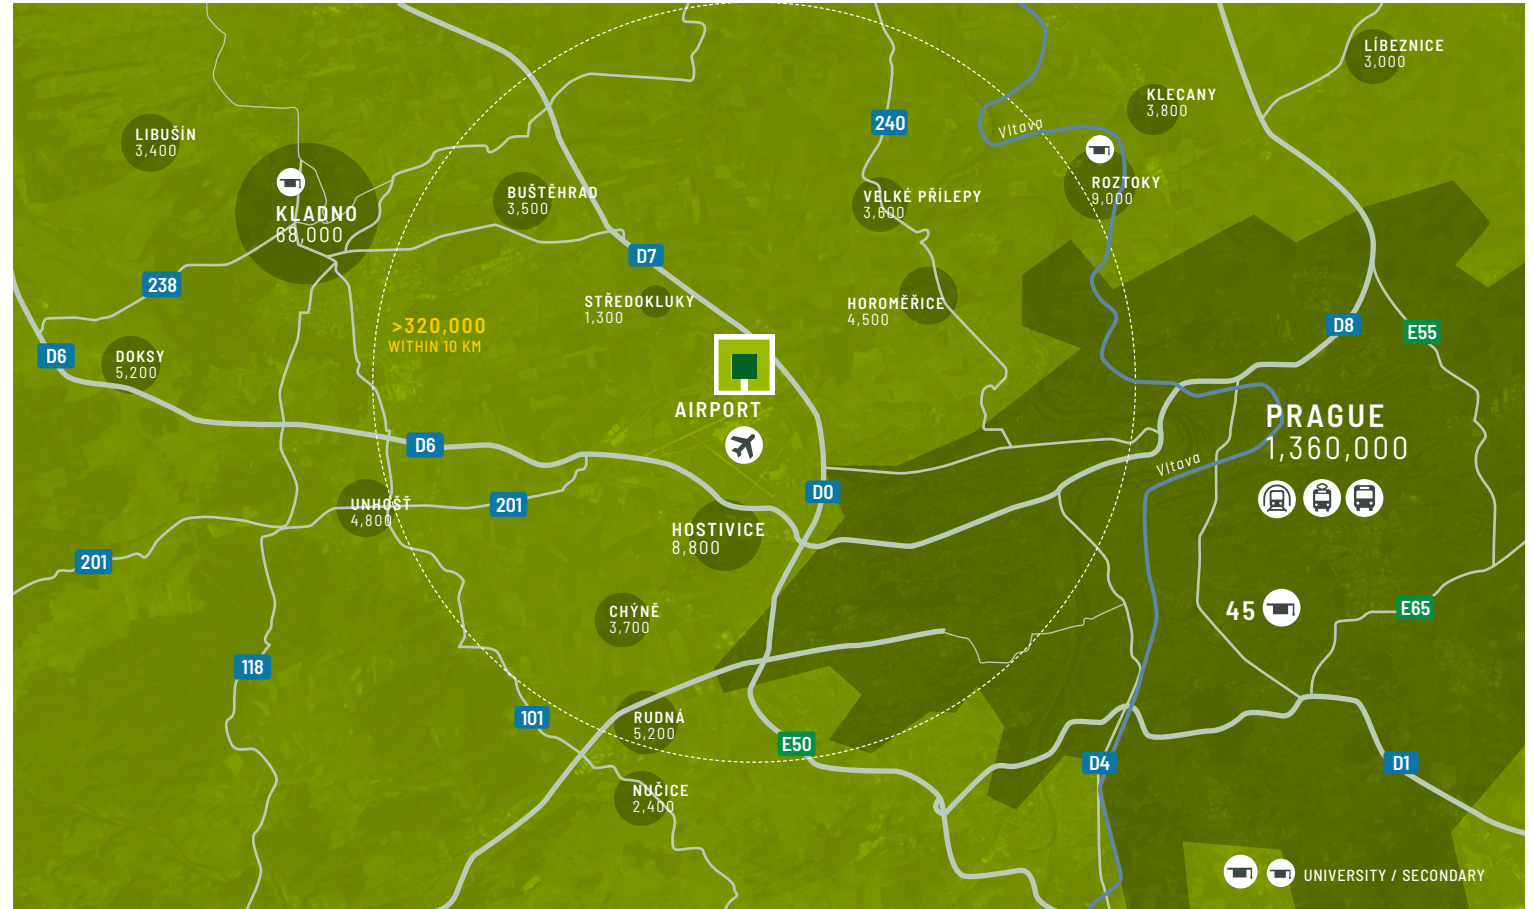 LÍBEZNICE
3,000
KLECANY
3,800
240
Vltava
LIBUŠÍN
3,400
ROZTOKY
9,000
BUŠTĚHRAD
3,500
VELKÉ PŘÍLEPY
3,600
KLADNO
68,000
D7
238
STŘEDOKLUKY
1,300
HOROMĚŘICE
4,500
>320,000
WITHIN 10 KM
D8
E55
D6
DOKSY
5,200
AIRPORT
PRAGUE
1,360,000
D6
Vltava
D0
UNHOŠŤ
4,800
201
HOSTIVICE
8,800
201
CHÝNĚ
3,700
45
E65
118
101
RUDNÁ
5,200
E50
D4
D1
NUČICE
2,400
UNIVERSITY / SECONDARY